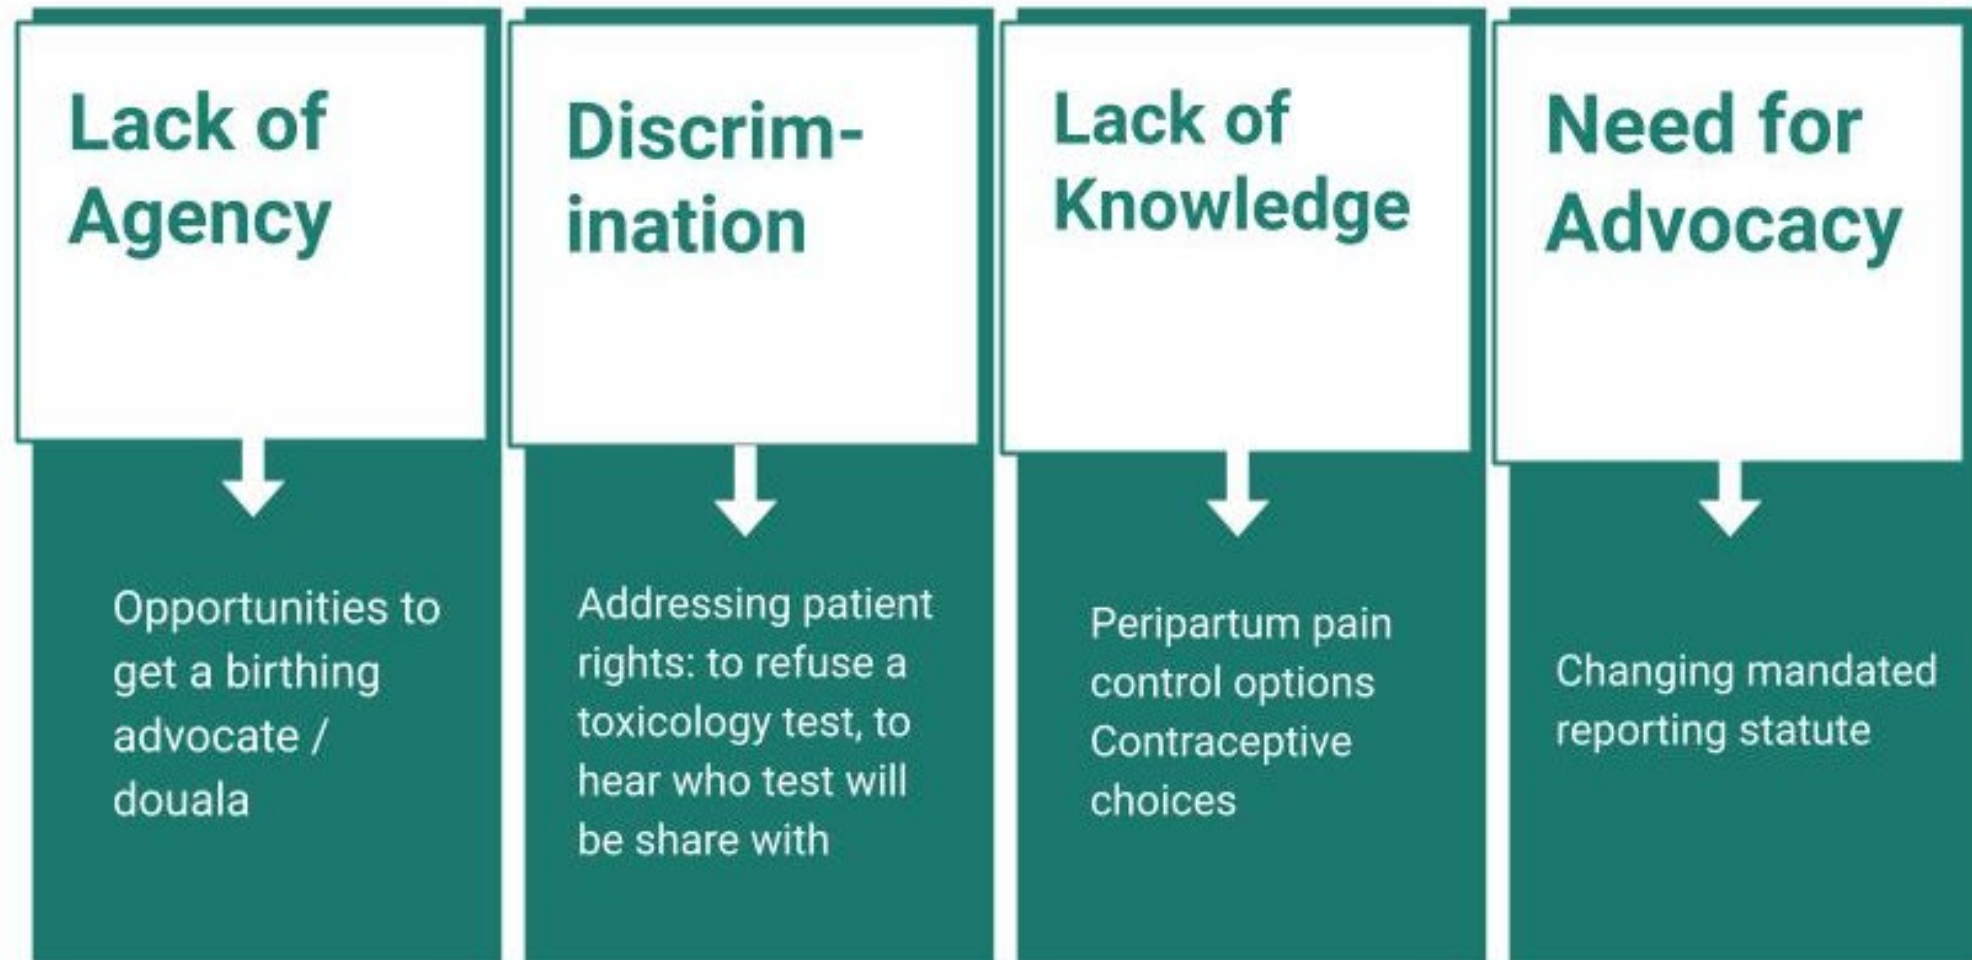 Lack of
Agency
Opportunities to
get a birthing
advocate /
douala
Discrim-
ination
Addressing patient
rights: to refuse a
toxicology test, to
hear who test will
be share with
Lack of
Knowledge
Peripartum pain
control options
Contraceptive
choices
Need for
Advocacy
Changing mandated
reporting statute